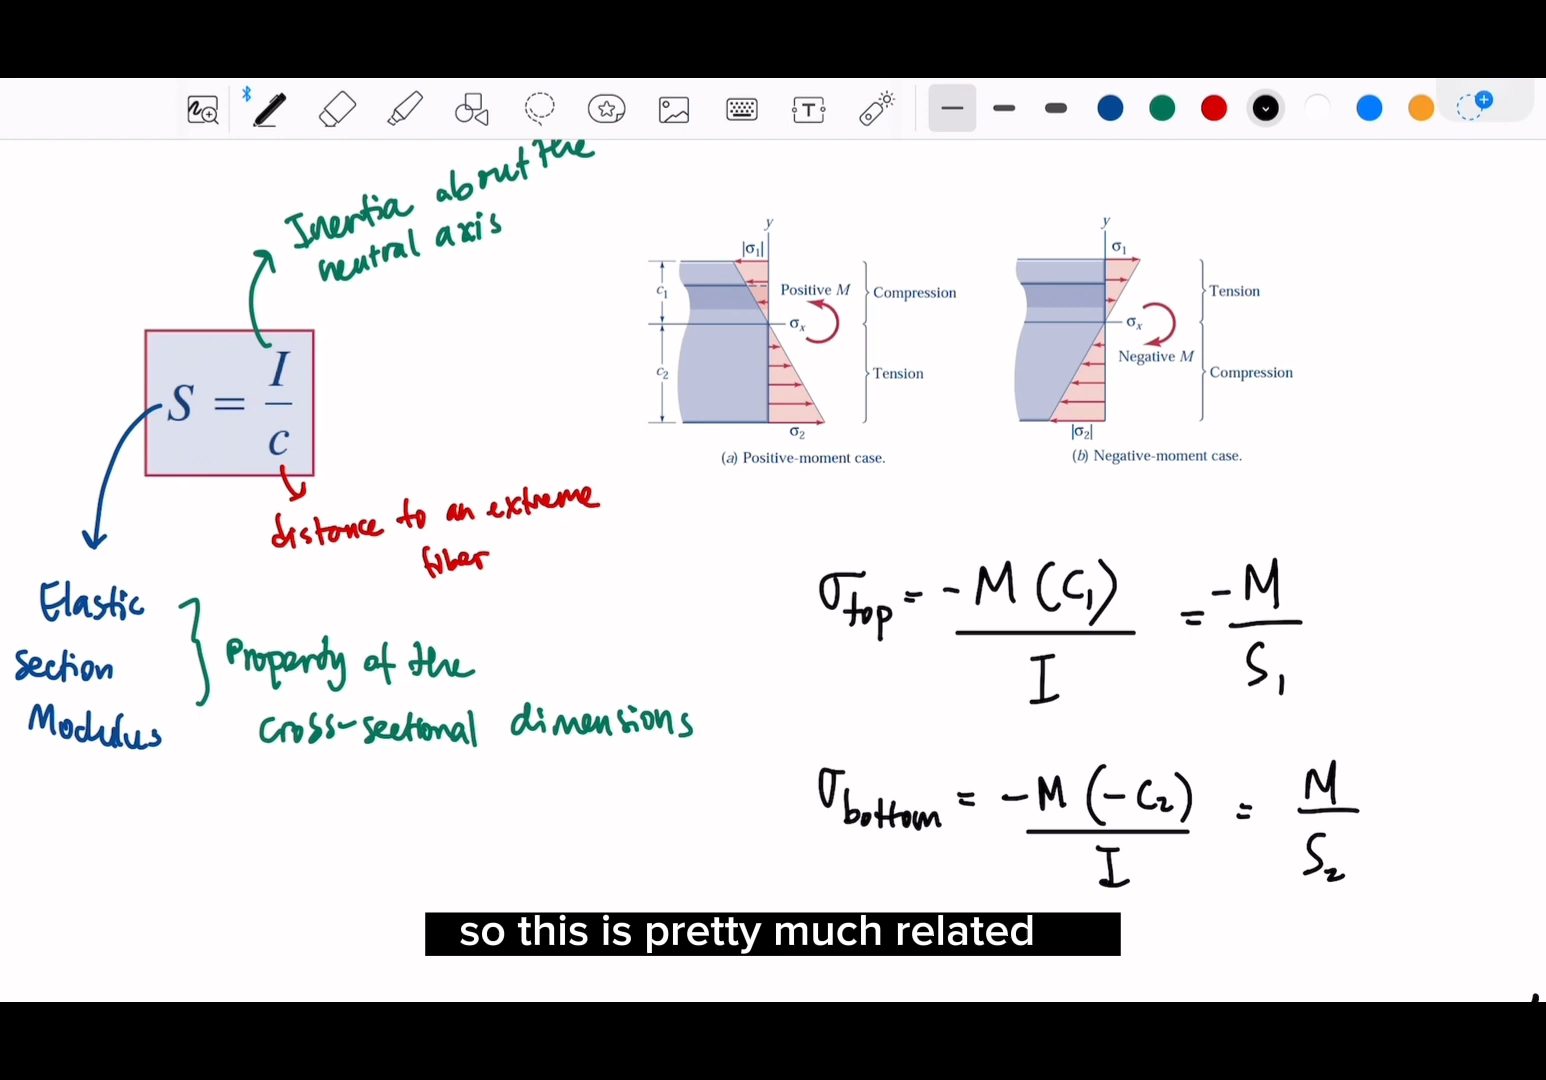 Inertia about the
neutral axis
S = I/c
distance to an extreme
fiber
Elastic
Section
Modulus
Property of the
cross-sectional dimensions
y
|σ1|
c1
c2
Positive M
σx
Compression
Tension
σ2
(a) Positive-moment case.
y
σ1
σx
Negative M
Tension
Compression
|σ2|
(b) Negative-moment case.
σtop = -M(C1)/I = -M/S1
σbottom = -M(-C2)/I = M/S2
so this is pretty much related
T